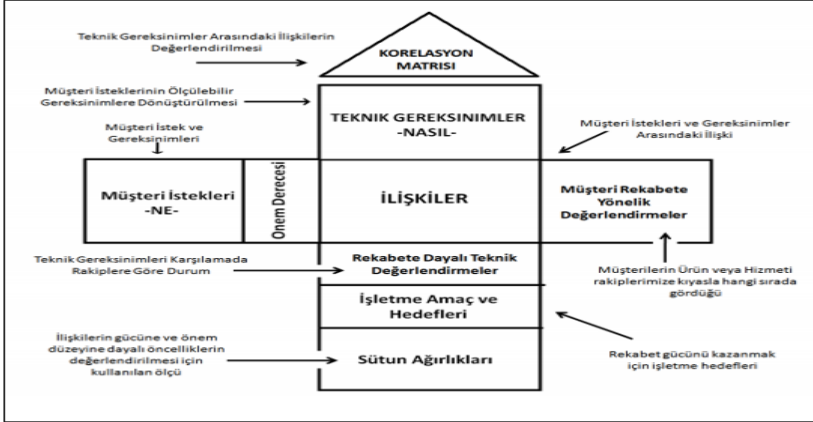 Teknik Gereksinimler Arasındaki İlişkilerin
Değerlendirilmesi
KORELASYON
MATRISI
Müşteri İsteklerinin Ölçülebilir
Gereksinimlere Dönüştürülmesi
TEKNIK GEREKSINIMLER
-NASIL-
Müşteri İstek ve
Gereksinimleri
Müşteri İstekleri ve Gereksinimler
Arasındaki İlişki
Müşteri İstekleri
-NE-
Önem Derecesi
İLİŞKİLER
Müşteri Rekabete
Yönelik
Değerlendirmeler
Teknik Gereksinimleri Karşılamada
Rakiplere Göre Durum
Rekabete Dayalı Teknik
Değerlendirmeler
Müşterilerin Ürün veya Hizmeti
rakiplerimize kıyasla hangi sırada
gördüğü
İşletme Amaç ve
Hedefleri
İlişkilerin gücüne ve önem
düzeyine dayalı öncelliklerin
değerlendirilmesi için
kullanılan ölçü
Sütun Ağırlıkları
Rekabet gücünü kazanmak
için işletme hedefleri